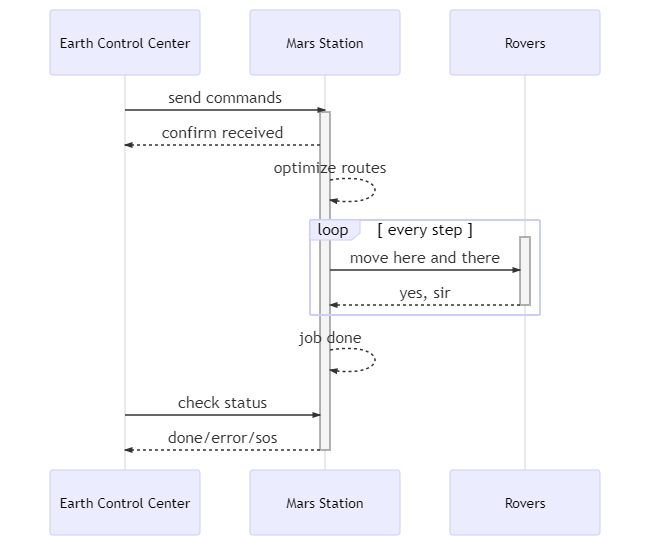 Earth Control Center
Mars Station
Rovers
send commands
confirm received
optimize routes
loop
[ every step ]
move here and there
yes, sir
job done
check status
done/error/sos
Earth Control Center
Mars Station
Rovers